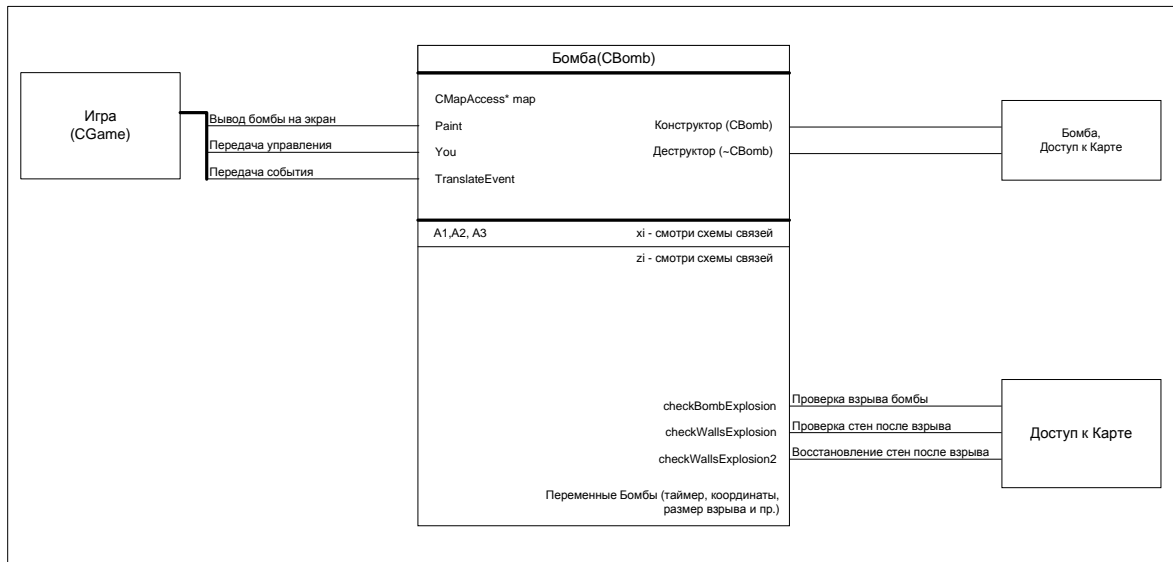 Бомба(CBomb)
Игра
(CGame)
Вывод бомбы на экран
Передача управления
Передача события
CMapAccess* map
Paint
You
TranslateEvent
Конструктор (CBomb)
Деструктор (~CBomb)
Бомба,
Доступ к Карте
A1,A2, A3
xi - смотри схемы связей
zi - смотри схемы связей
checkBombExplosion
checkWallsExplosion
checkWallsExplosion2
Проверка взрыва бомбы
Проверка стен после взрыва
Восстановление стен после взрыва
Доступ к Карте
Переменные Бомбы (таймер, координаты,
размер взрыва и пр.)